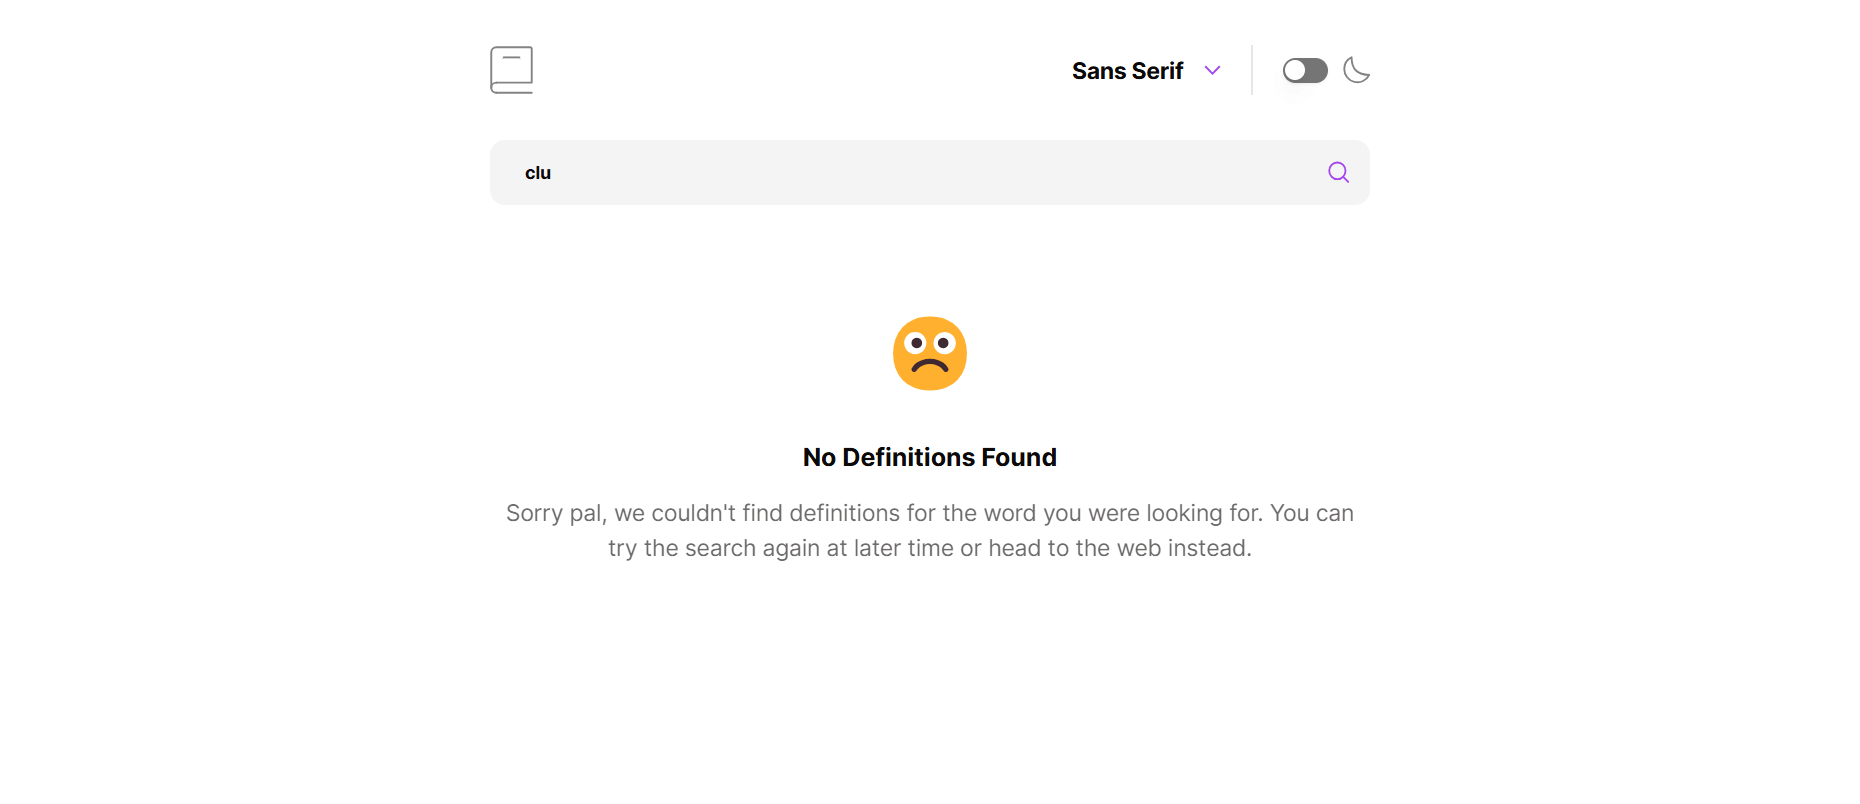 Sans Serif
clu
No Definitions Found
Sorry pal, we couldn't find definitions for the word you were looking for. You can
try the search again at later time or head to the web instead.